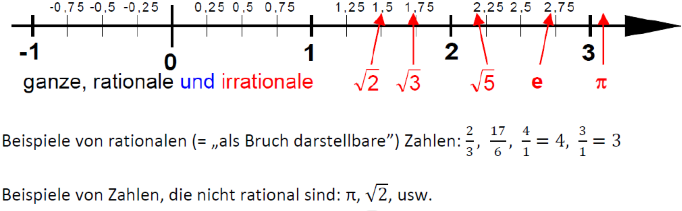 -0.75 -0.5 -0.25 0.25 0.5 0.75 1.25 1,5 1,75 2,25 2.5 2.75
-1 0 1 2 3
ganze, rationale und irrationale √2 √3 √5 e π
Beispiele von rationalen (= „als Bruch darstellbare”) Zahlen: 2/3, 17/6, 4/1 = 4, 3/1 = 3
Beispiele von Zahlen, die nicht rational sind: π, √2, usw.